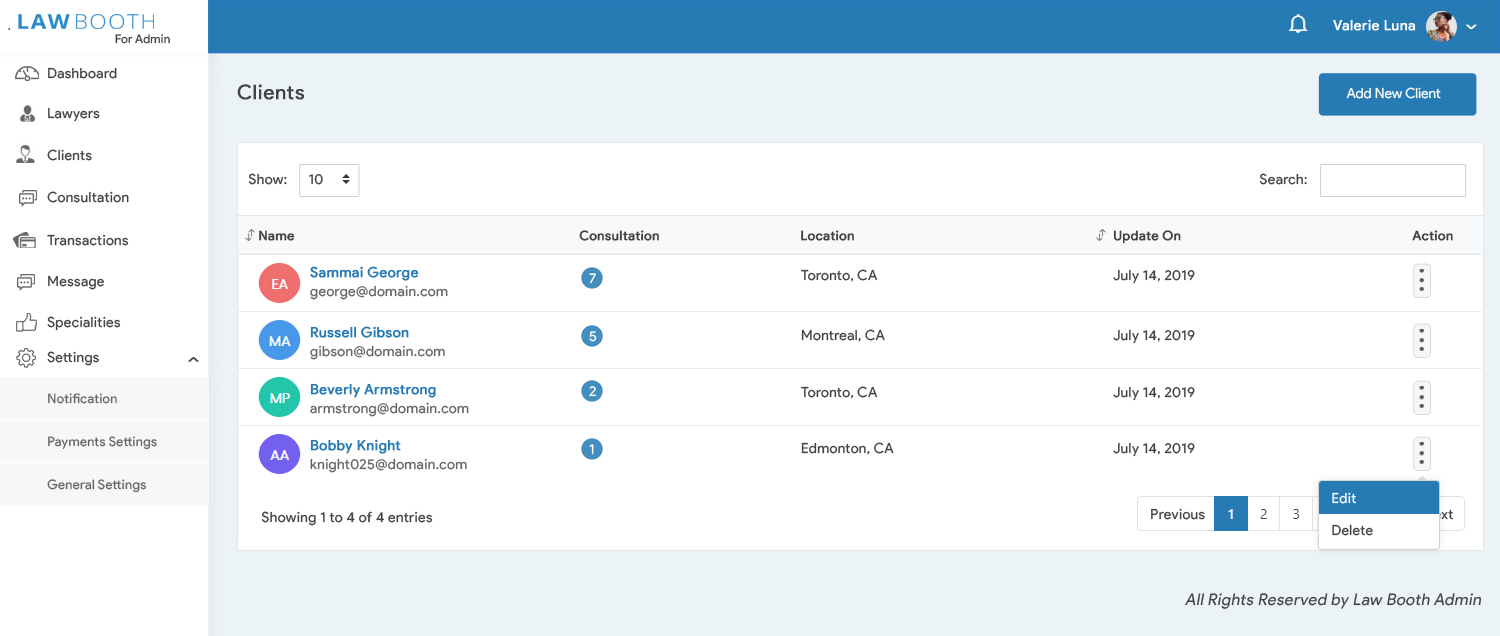 . LAW BOOTH
For Admin
Valerie Luna
Dashboard
Lawyers
Clients
Consultation
Transactions
Message
Specialities
Settings
Notification
Payments Settings
General Settings
Clients
Add New Client
Show: 10
Search:
Name Consultation Location Update On Action
EA Sammai George 7 Toronto, CA July 14, 2019
george@domain.com
MA Russell Gibson 5 Montreal, CA July 14, 2019
gibson@domain.com
MP Beverly Armstrong 2 Toronto, CA July 14, 2019
armstrong@domain.com
AA Bobby Knight 1 Edmonton, CA July 14, 2019
knight025@domain.com
Edit
Delete
Showing 1 to 4 of 4 entries
Previous 1 2 3 xt
All Rights Reserved by Law Booth Admin